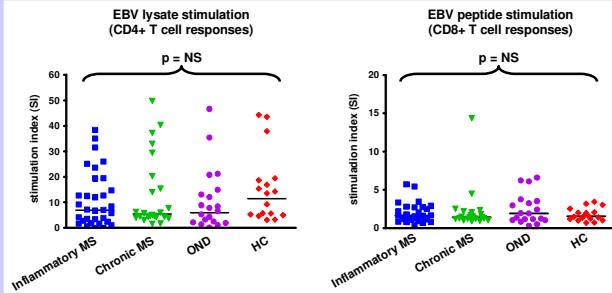 EBV lysate stimulation
(CD4+ T cell responses)
p = NS
stimulation index (SI)
60
50
40
30
20
10
0
Inflammatory MS
Chronic MS
OND
HC
EBV peptide stimulation
(CD8+ T cell responses)
p = NS
stimuladion index (SI)
20
15
10
5
0
Inflammatory MS
Chronic MS
OND
HC